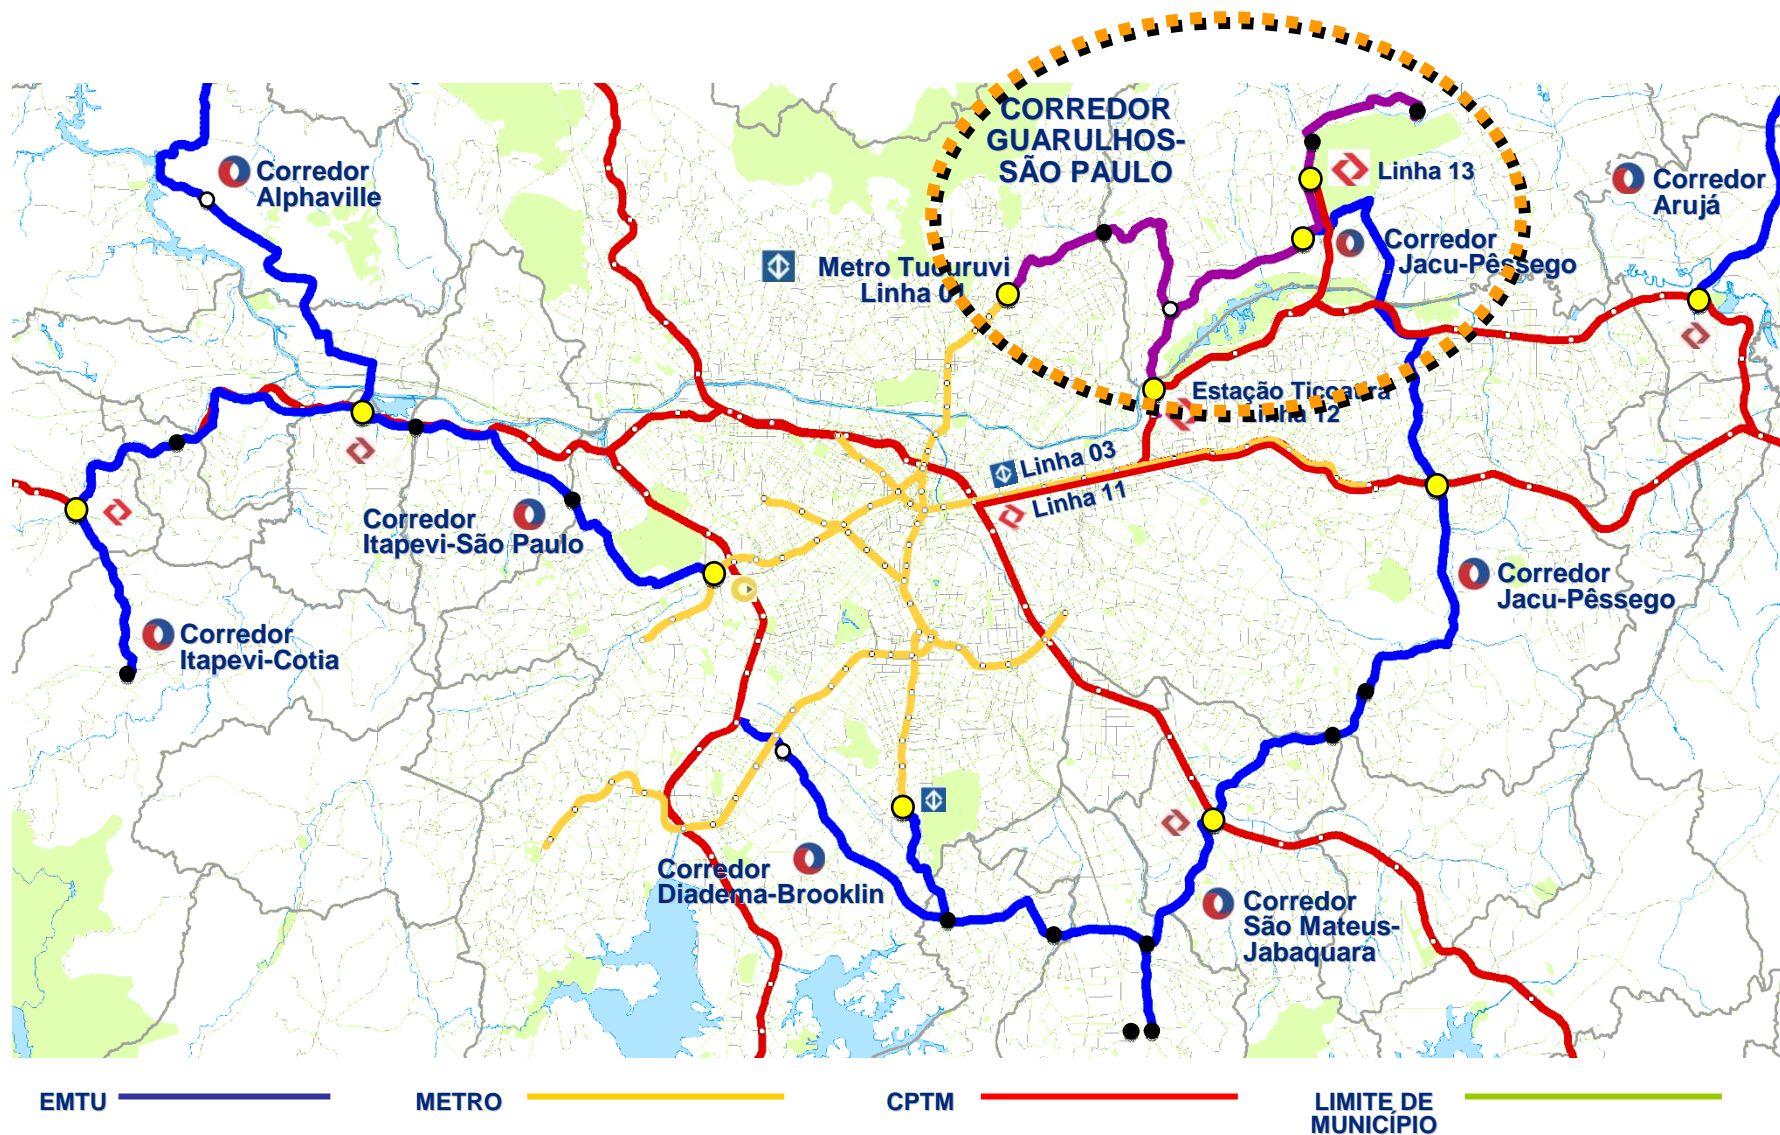 CORREDOR
GUARULHOS-
SÃO PAULO
Corredor
Alphaville
Linha 13
Corredor
Arujá
Metro Tucuruvi
Linha 01
Corredor
Jacu-Pêssego
Estação Ticoatira
Linha 12
Linha 03
Linha 11
Corredor
Itapevi-São Paulo
Corredor
Jacu-Pêssego
Corredor
Itapevi-Cotia
Corredor
Diadema-Brooklin
Corredor
São Mateus-
Jabaquara
EMTU
METRO
CPTM
LIMITE DE
MUNICÍPIO